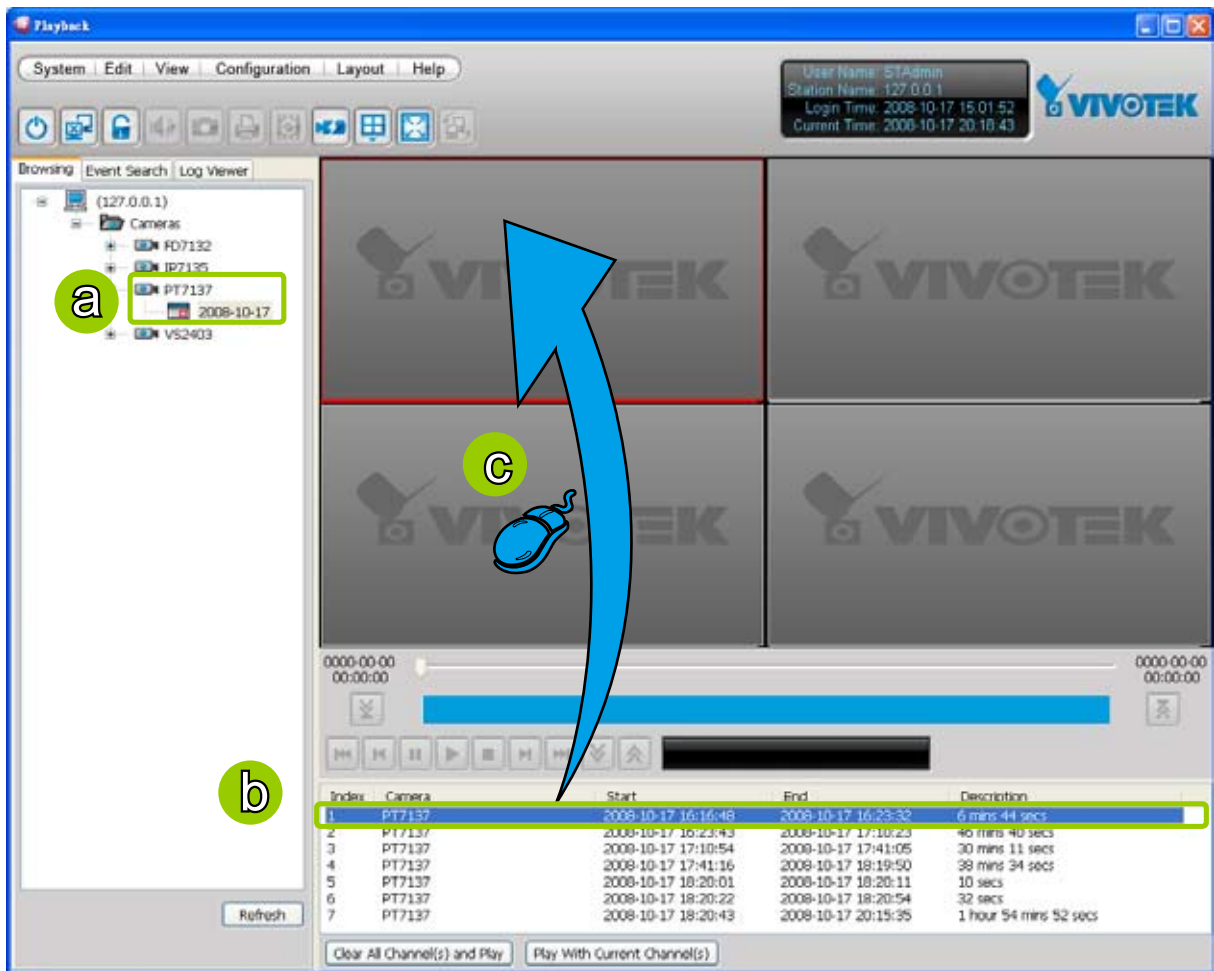 Playback
System Edit View Configuration Layout Help
User Name: STAdmin
Station Name: 127.0.0.1
Login Time: 2008-10-17 15:01:52
Current Time: 2008-10-17 20:18:43
VIVOTEK
Browsing Event Search Log Viewer
(127.0.0.1)
Cameras
FD7132
IP7135
a
PT7137
2008-10-17
VS2403
VIVOTEK
VIVOTEK
c
VIVOTEK
VIVOTEK
0000-00-00
00:00:00
0000-00-00
00:00:00
b
Index Camera Start End Description
1 PT7137 2008-10-17 16:16:48 2008-10-17 16:23:32 6 mins 44 secs
2 PT7137 2008-10-17 16:23:43 2008-10-17 17:10:23 46 mins 40 secs
3 PT7137 2008-10-17 17:10:54 2008-10-17 17:41:05 30 mins 11 secs
4 PT7137 2008-10-17 17:41:16 2008-10-17 18:19:50 38 mins 34 secs
5 PT7137 2008-10-17 18:20:01 2008-10-17 18:20:11 10 secs
6 PT7137 2008-10-17 18:20:22 2008-10-17 18:20:54 32 secs
7 PT7137 2008-10-17 18:20:43 2008-10-17 20:15:35 1 hour 54 mins 52 secs
Refresh
Clear All Channel(s) and Play Play With Current Channel(s)